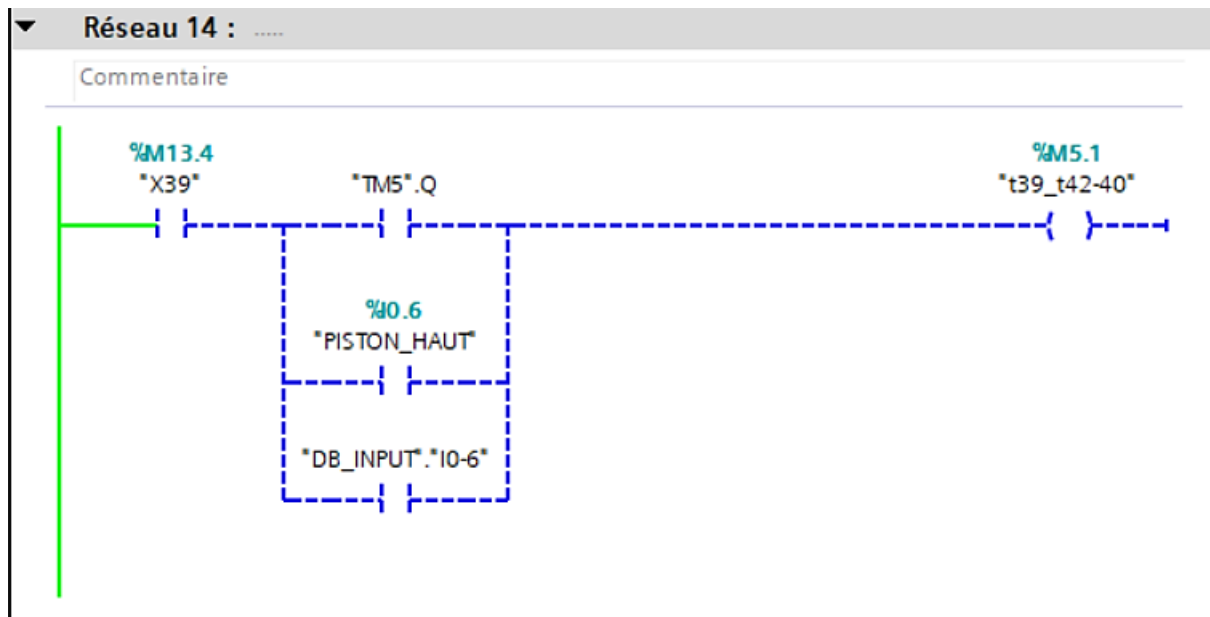 Réseau 14 : .....
Commentaire
%M13.4
"X39"
"TM5".Q
%M5.1
"t39_t42-40"
%I0.6
"PISTON_HAUT"
"DB_INPUT"."I0-6"